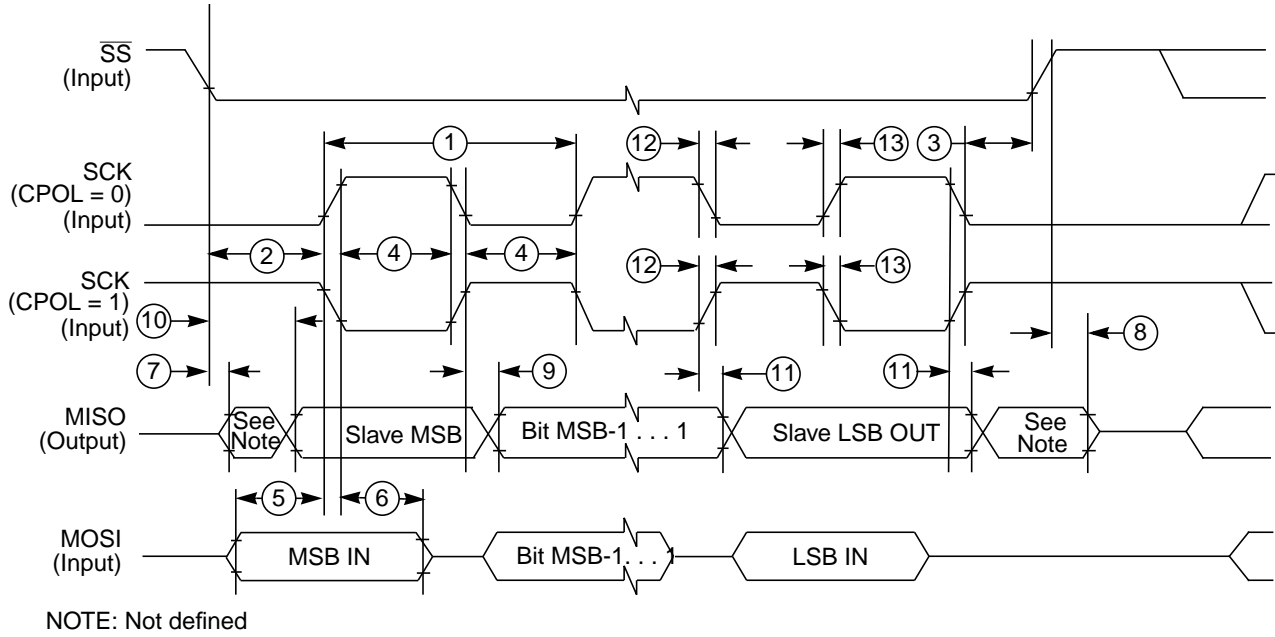 SS
(Input)
1
12
13
3
SCK
(CPOL = 0)
(Input)
2
4
4
12
13
SCK
(CPOL = 1)
(Input)
10
8
7
9
11
11
MISO
(Output)
See
Note
Slave MSB
Bit MSB-1 . . . 1
Slave LSB OUT
See
Note
5
6
MOSI
(Input)
MSB IN
Bit MSB-1. . . 1
LSB IN
NOTE: Not defined